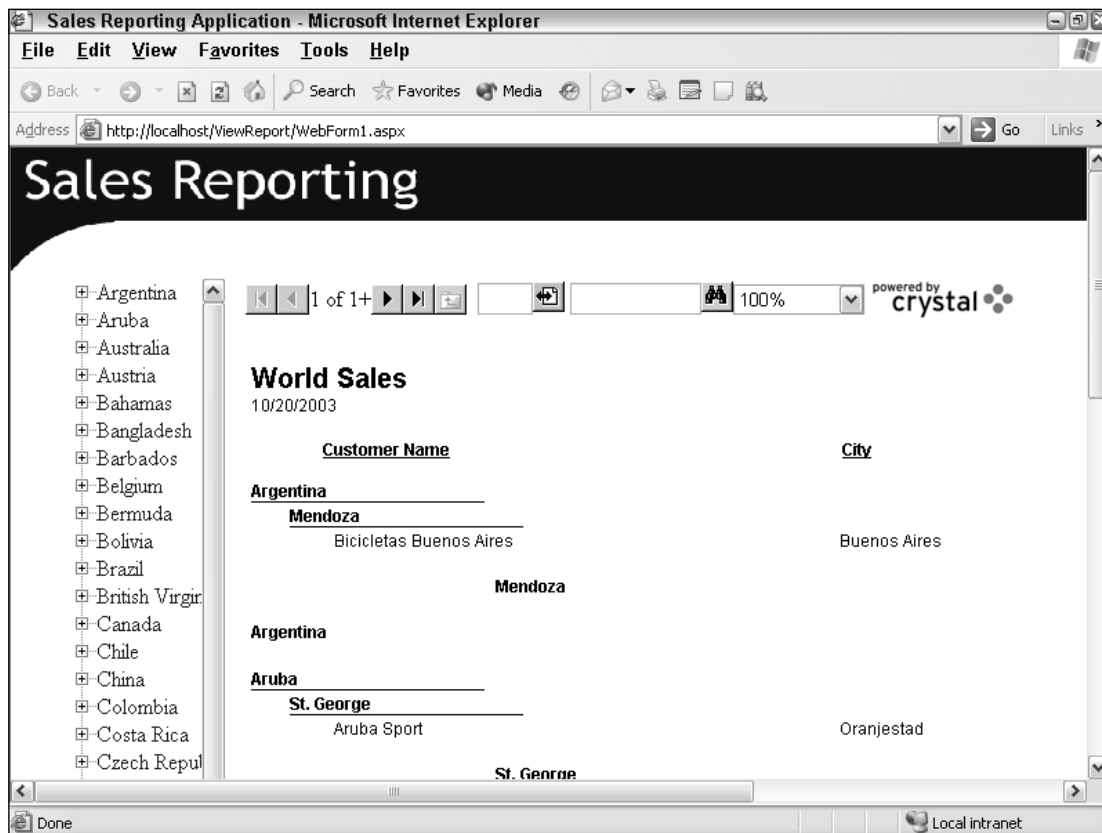 Sales Reporting Application - Microsoft Internet Explorer
File Edit View Favorites Tools Help
Back Search Favorites Media
Address http://localhost/ViewReport/WebForm1.aspx Go Links
Sales Reporting
1 of 1+ 100% powered by crystal
Argentina
Aruba
Australia
Austria
Bahamas
Bangladesh
Barbados
Belgium
Bermuda
Bolivia
Brazil
British Virgin
Canada
Chile
China
Colombia
Costa Rica
Czech Repul
World Sales
10/20/2003
Customer Name City
Argentina
Mendoza
Bicicletas Buenos Aires Buenos Aires
Mendoza
Argentina
Aruba
St. George
Aruba Sport Oranjestad
St. George
Done Local intranet